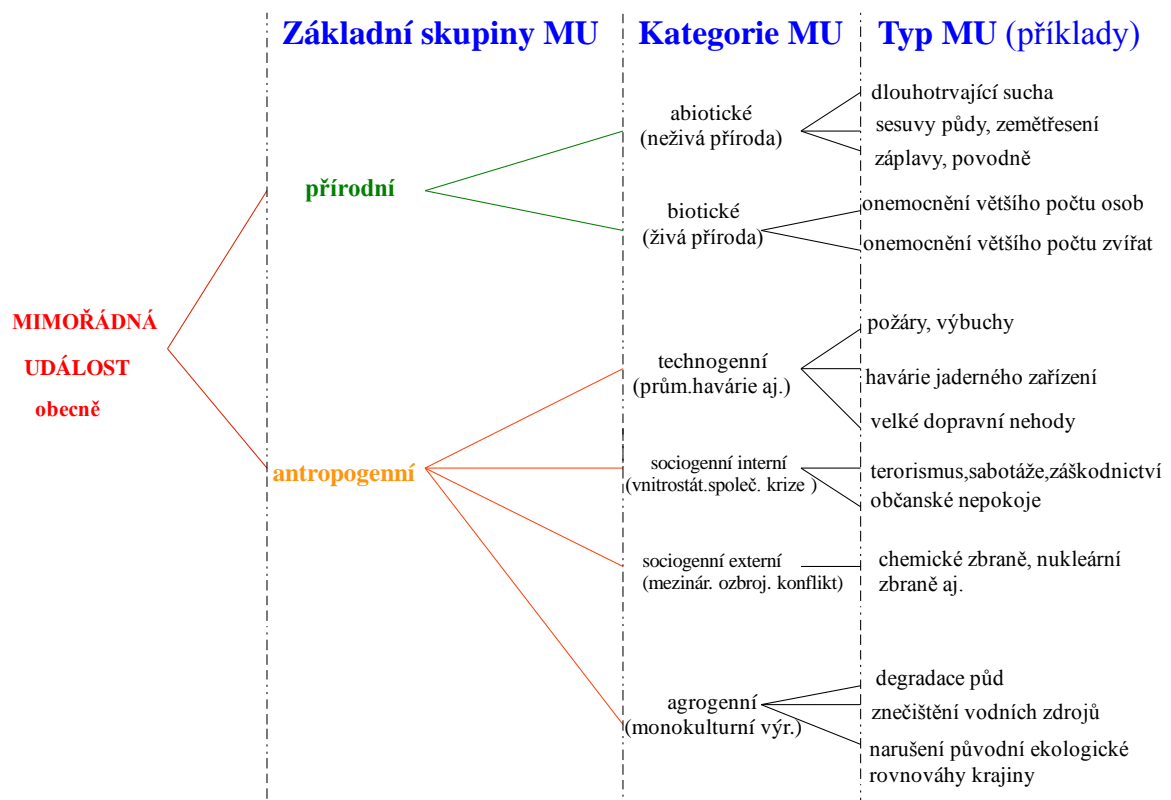 Základní skupiny MU
Kategorie MU
Typ MU (příklady)
MIMOŘÁDNÁ
UDÁLOST
obecně
přírodní
abiotické
(neživá příroda)
dlouhotrvající sucha
sesuvy půdy, zemětřesení
záplavy, povodně
biotické
(živá příroda)
onemocnění většího počtu osob
onemocnění většího počtu zvířat
antropogenní
technogenní
(prům.havárie aj.)
požáry, výbuchy
havárie jaderného zařízení
velké dopravní nehody
sociogenní interní
(vnitrostát.společ. krize )
terorismus,sabotáže,záškodnictví
občanské nepokoje
sociogenní externí
(mezinár. ozbroj. konflikt)
chemické zbraně, nukleární
zbraně aj.
agrogenní
(monokulturní výr.)
degradace půd
znečištění vodních zdrojů
narušení původní ekologické
rovnováhy krajiny